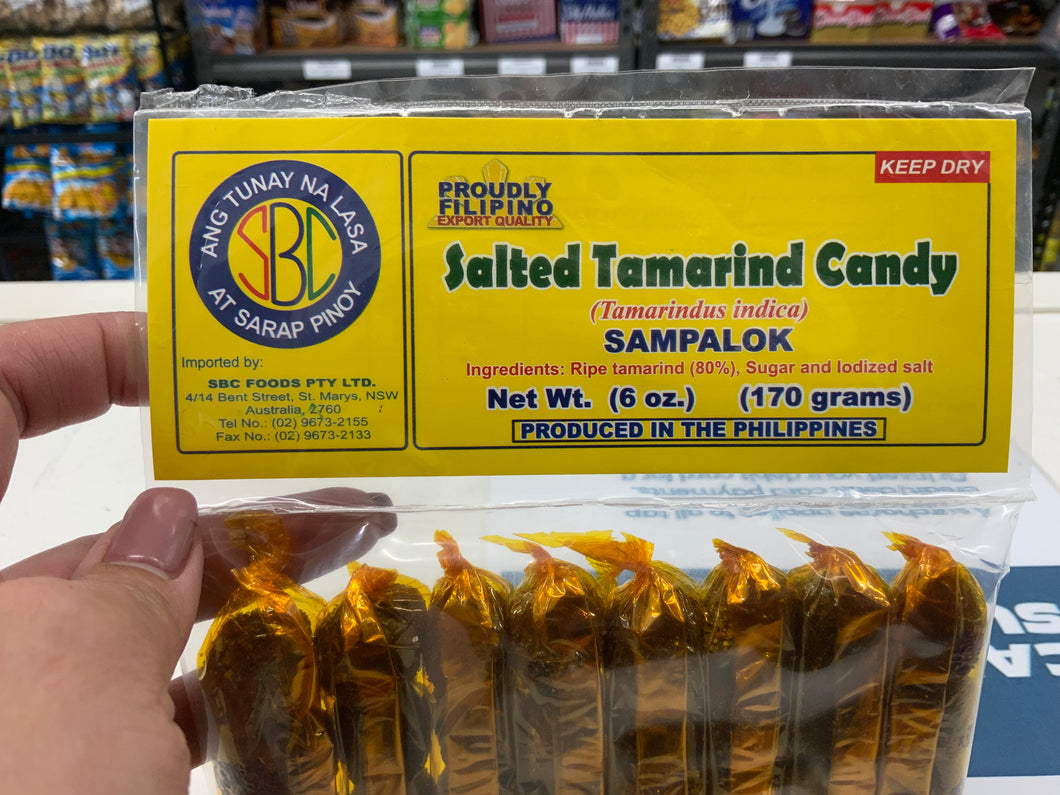 ANG TUNAY NA LASA
SBC
AT SARAP PINOY
Imported by:
SBC FOODS PTY LTD.
4/14 Bent Street, St. Marys, NSW
Australia, 2760
Tel No.: (02) 9673-2155
Fax No.: (02) 9673-2133
KEEP DRY
PROUDLY
FILIPINO
EXPORT QUALITY
Salted Tamarind Candy
(Tamarindus indica)
SAMPALOK
Ingredients: Ripe tamarind (80%), Sugar and Iodized salt
Net Wt. (6 oz.) (170 grams)
PRODUCED IN THE PHILIPPINES